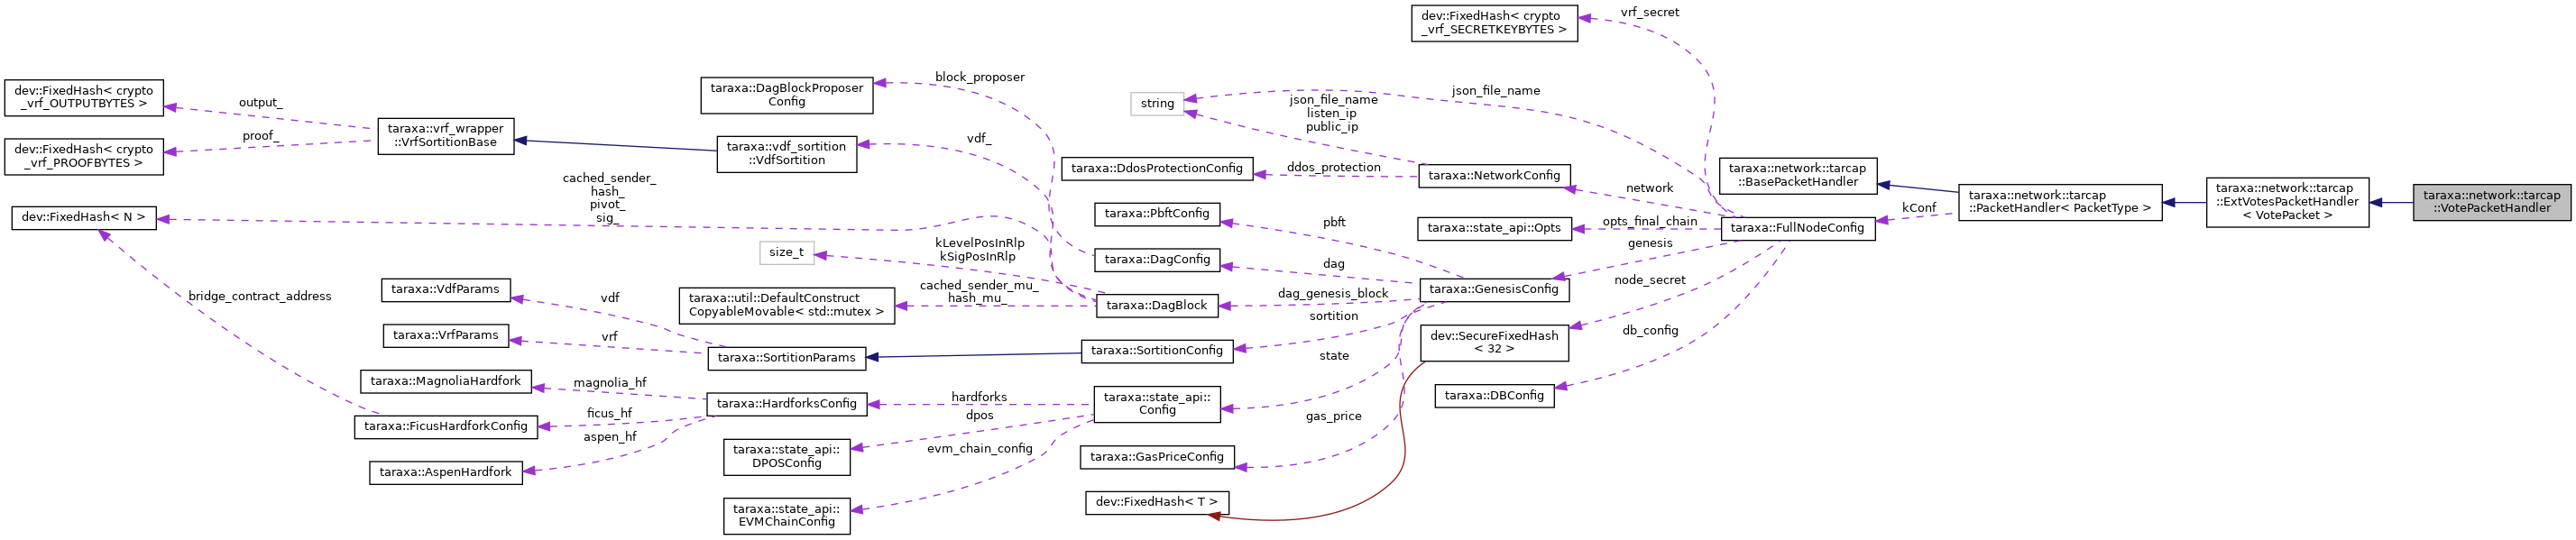 dev::FixedHash< crypto
_vrf_OUTPUTBYTES >
dev::FixedHash< crypto
_vrf_PROOFBYTES >
dev::FixedHash< N >
output_
proof_
bridge_contract_address
taraxa::vrf_wrapper
::VrfSortitionBase
taraxa::VdfParams
taraxa::VrfParams
taraxa::MagnoliaHardfork
taraxa::FicusHardforkConfig
taraxa::AspenHardfork
cached_sender_
hash_
pivot_
sig_
vdf
vrf
magnolia_hf
ficus_hf
aspen_hf
taraxa::DagBlockProposer
Config
taraxa::vdf_sortition
::VdfSortition
size_t
taraxa::util::DefaultConstruct
CopyableMovable< std::mutex >
taraxa::SortitionParams
taraxa::HardforksConfig
taraxa::state_api::
DPOSConfig
taraxa::state_api::
EVMChainConfig
block_proposer
vdf_
kLevelPosInRlp
kSigPosInRlp
cached_sender_mu_
hash_mu_
hardforks
dpos
evm_chain_config
string
taraxa::DdosProtectionConfig
taraxa::PbftConfig
taraxa::DagConfig
taraxa::DagBlock
taraxa::SortitionConfig
taraxa::state_api::
Config
taraxa::GasPriceConfig
dev::FixedHash< T >
json_file_name
listen_ip
public_ip
ddos_protection
pbft
dag
dag_genesis_block
sortition
state
gas_price
dev::FixedHash< crypto
_vrf_SECRETKEYBYTES >
json_file_name
taraxa::NetworkConfig
taraxa::state_api::Opts
taraxa::GenesisConfig
dev::SecureFixedHash
< 32 >
taraxa::DBConfig
vrf_secret
network
opts_final_chain
genesis
node_secret
db_config
taraxa::network::tarcap
::BasePacketHandler
taraxa::FullNodeConfig
kConf
taraxa::network::tarcap
::PacketHandler< PacketType >
taraxa::network::tarcap
::ExtVotesPacketHandler
< VotePacket >
taraxa::network::tarcap
::VotePacketHandler